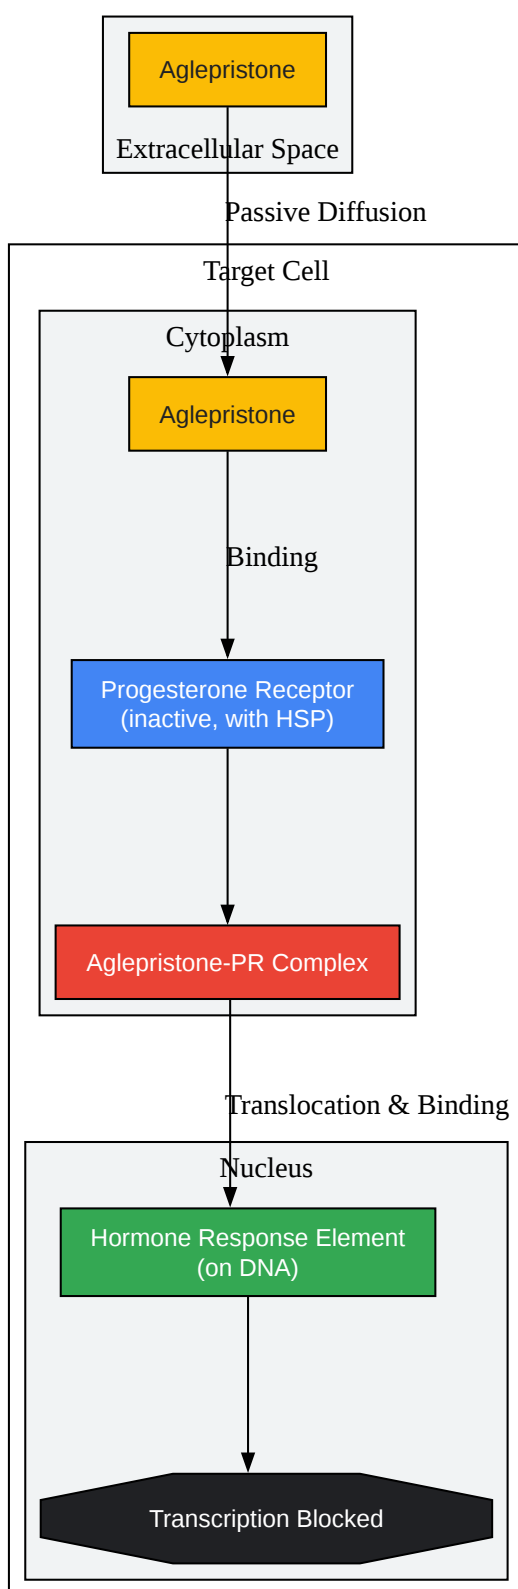 Aglepristone
Extracellular Space
Passive Diffusion
Target Cell
Cytoplasm
Aglepristone
Binding
Progesterone Receptor
(inactive, with HSP)
Aglepristone-PR Complex
Translocation & Binding
Nucleus
Hormone Response Element
(on DNA)
Transcription Blocked